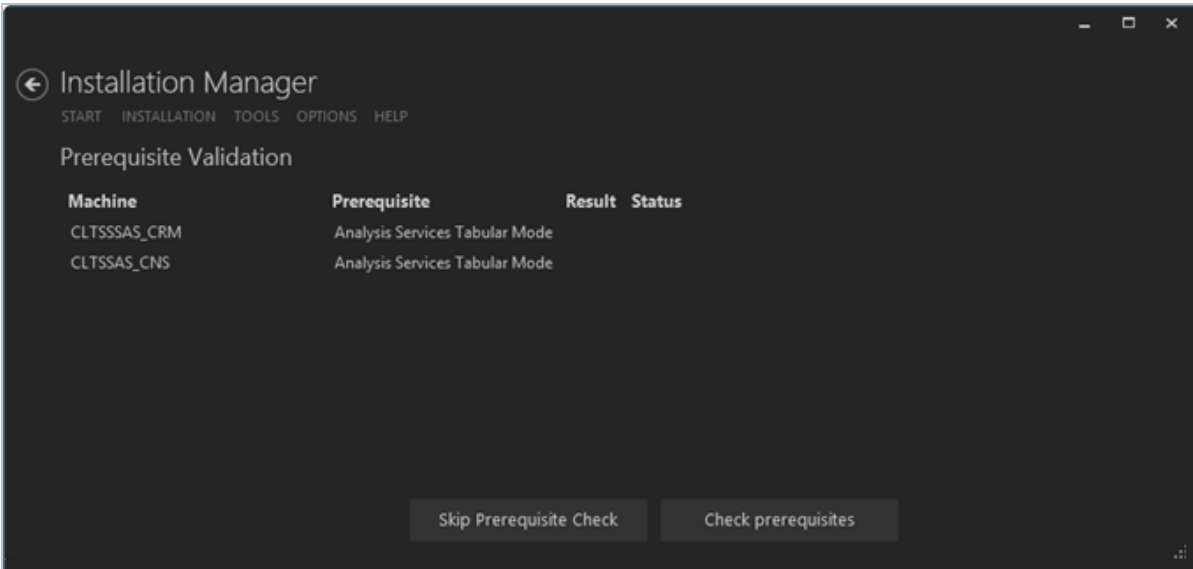 Installation Manager
START INSTALLATION TOOLS OPTIONS HELP
Prerequisite Validation
Machine Prerequisite Result Status
CLTSSSAS_CRM Analysis Services Tabular Mode
CLTSSAS_CNS Analysis Services Tabular Mode
Skip Prerequisite Check Check prerequisites